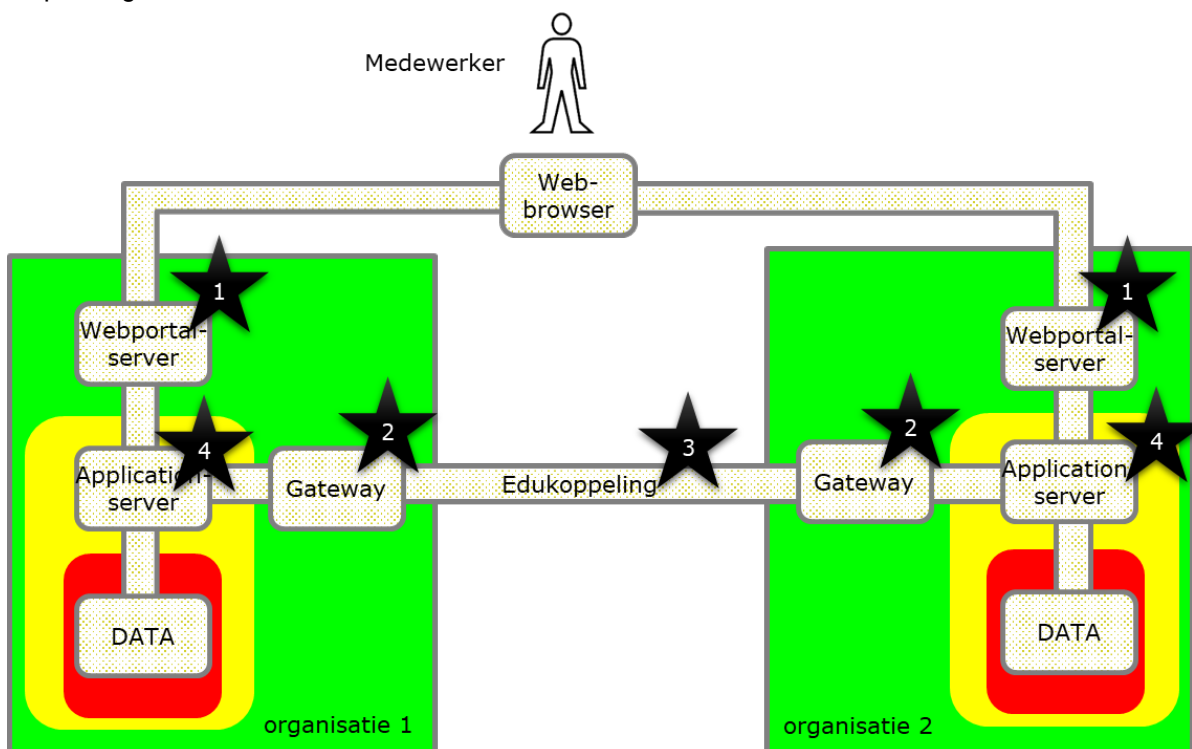 Medewerker
Web-
browser
1
1
Webportal-
server
Webportal-
server
4
2
3
2
4
Application-
server
Gateway
Edukoppeling
Gateway
Application
server
DATA
DATA
organisatie 1
organisatie 2